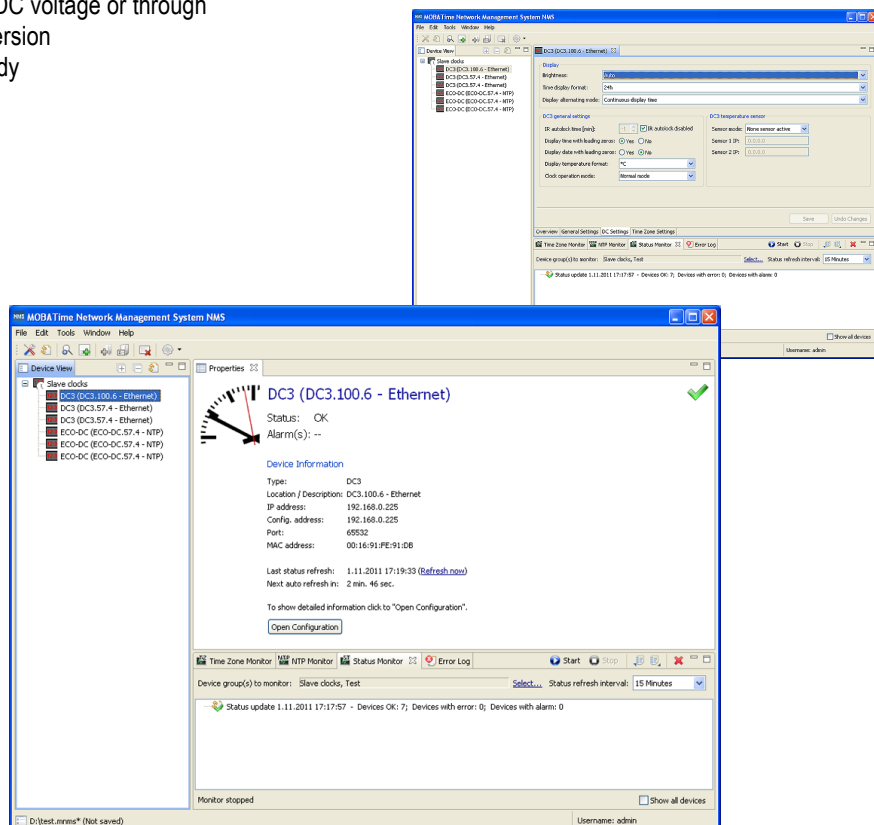 DC voltage or through
ersion
dy
MOBATime Network Management System NMS
File Edit Tools Window Help
Device View
DC3 (DC3.100.6 - Ethernet)
Slave clocks
DC3 (DC3.100.6 - Ethernet)
DC3 (DC3.57.4 - Ethernet)
DC3 (DC3.57.4 - Ethernet)
ECO-DC (ECO-DC.57.4 - NTP)
ECO-DC (ECO-DC.57.4 - NTP)
ECO-DC (ECO-DC.57.4 - NTP)
Display
Brightness: Auto
Time display format: 24h
Display alternating mode: Continuous display time
DC3 general settings
IR autolock time [min]: -1 IR autolock disabled
Display time with leading zeros: Yes No
Display date with leading zeros: Yes No
Display temperature format: °C
Clock operation mode: Normal mode
DC3 temperature sensor
Sensor mode: None sensor active
Sensor 1 IP: 0.0.0.0
Sensor 2 IP: 0.0.0.0
Save Undo Changes
Overview General Settings DC Settings Time Zone Settings
Time Zone Monitor NTP Monitor Status Monitor Error Log Start Stop
Device group(s) to monitor: Slave clocks, Test Select... Status refresh interval: 15 Minutes
Status update 1.11.2011 17:17:57 - Devices OK: 7; Devices with error: 0; Devices with alarm: 0
Show all devices
Username: admin
NMS MOBATime Network Management System NMS
File Edit Tools Window Help
Device View
Slave clocks
DC3 (DC3.100.6 - Ethernet)
DC3 (DC3.57.4 - Ethernet)
DC3 (DC3.57.4 - Ethernet)
ECO-DC (ECO-DC.57.4 - NTP)
ECO-DC (ECO-DC.57.4 - NTP)
ECO-DC (ECO-DC.57.4 - NTP)
Properties
DC3 (DC3.100.6 - Ethernet)
Status: OK
Alarm(s): --
Device Information
Type: DC3
Location / Description: DC3.100.6 - Ethernet
IP address: 192.168.0.225
Config. address: 192.168.0.225
Port: 65532
MAC address: 00:16:91:FE:91:DB
Last status refresh: 1.11.2011 17:19:33 (Refresh now)
Next auto refresh in: 2 min. 46 sec.
To show detailed information click to "Open Configuration".
Open Configuration
Time Zone Monitor NTP Monitor Status Monitor Error Log Start Stop
Device group(s) to monitor: Slave clocks, Test Select... Status refresh interval: 15 Minutes
Status update 1.11.2011 17:17:57 - Devices OK: 7; Devices with error: 0; Devices with alarm: 0
Monitor stopped Show all devices
D:\test.mnms* (Not saved) Username: admin